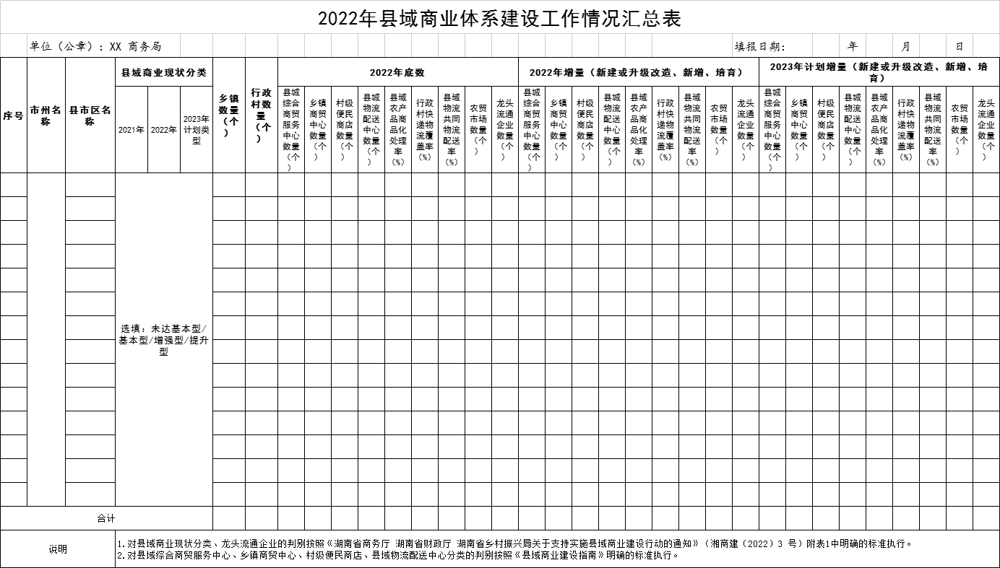 2022年县域商业体系建设工作情况汇总表
单位（公章）：XX 商务局
填报日期： 年 月 日
序号
市州名称
县市区名称
县域商业现状分类
2021年
2022年
2023年计划类型
乡镇数量（个）
行政村数量（个）
2022年底数
县城综合商贸服务中心数量（个）
乡镇商贸中心数量（个）
村级便民商店数量（个）
县城物流配送中心数量（个）
县域农产品商品化处理率（%）
行政村快递物流覆盖率（%）
县域物流共同物流配送率（%）
农贸市场数量（个）
龙头流通企业数量（个）
2022年增量（新建或升级改造、新增、培育）
县城综合商贸服务中心数量（个）
乡镇商贸中心数量（个）
村级便民商店数量（个）
县城物流配送中心数量（个）
县域农产品商品化处理率（%）
行政村快递物流覆盖率（%）
县域物流共同物流配送率（%）
农贸市场数量（个）
龙头流通企业数量（个）
2023年计划增量（新建或升级改造、新增、培育）
县城综合商贸服务中心数量（个）
乡镇商贸中心数量（个）
村级便民商店数量（个）
县城物流配送中心数量（个）
县域农产品商品化处理率（%）
行政村快递物流覆盖率（%）
县域物流共同物流配送率（%）
农贸市场数量（个）
龙头流通企业数量（个）
选填：未达基本型/
基本型/增强型/提升
型
合计
说明
1.对县域商业现状分类、龙头流通企业的判别按照《湖南省商务厅 湖南省财政厅 湖南省乡村振兴局关于支持实施县域商业建设行动的通知》（湘商建（2022）3 号）附表1中明确的标准执行。
2.对县域综合商贸服务中心、乡镇商贸中心、村级便民商店、县域物流配送中心分类的判别按照《县域商业建设指南》明确的标准执行。